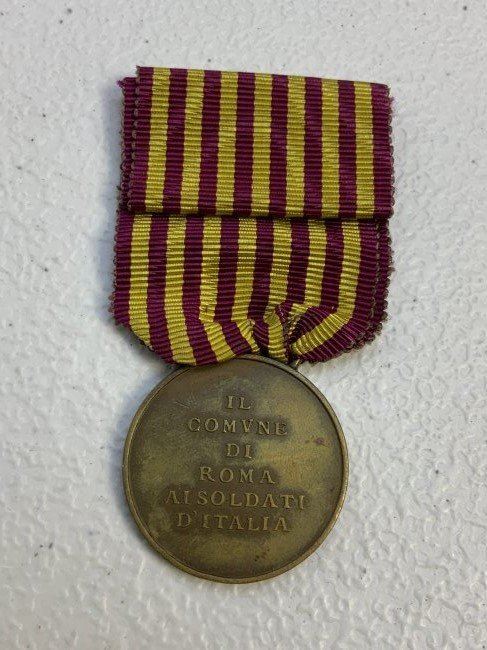 IL
COMVNE
DI
ROMA
AI SOLDATI
D'ITALIA